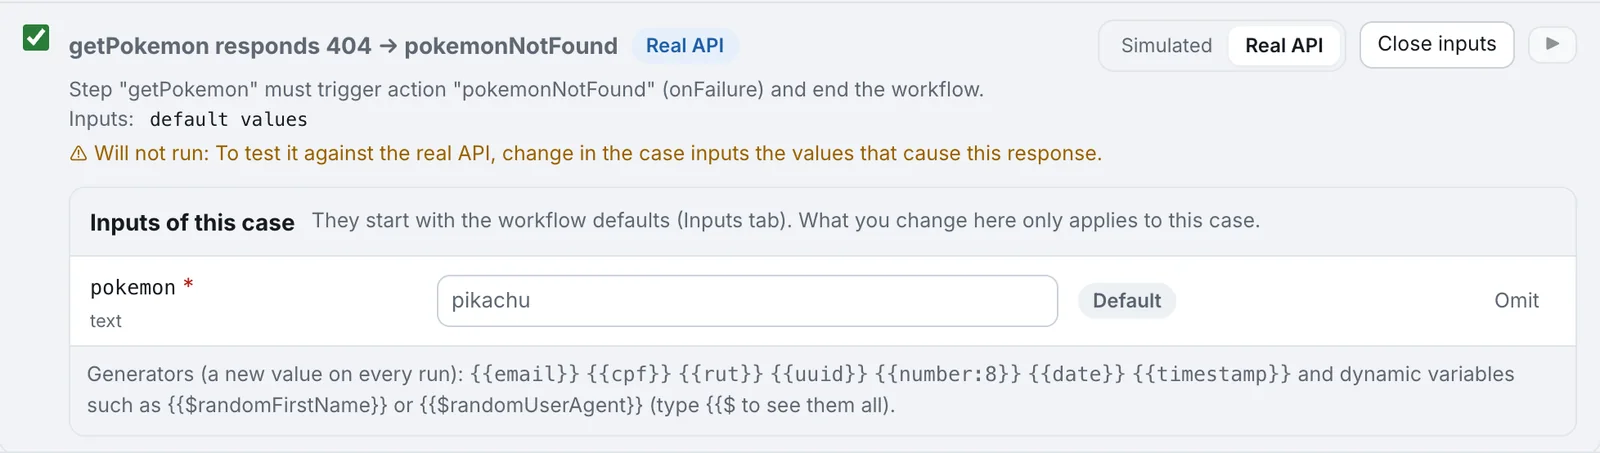 getPokemon responds 404 → pokemonNotFound Real API Simulated Real API Close inputs
Step "getPokemon" must trigger action "pokemonNotFound" (onFailure) and end the workflow.
Inputs: default values
⚠ Will not run: To test it against the real API, change in the case inputs the values that cause this response.
Inputs of this case They start with the workflow defaults (Inputs tab). What you change here only applies to this case.
pokemon * pikachu Default Omit
text
Generators (a new value on every run): {{email}} {{cpf}} {{rut}} {{uuid}} {{number:8}} {{date}} {{timestamp}} and dynamic variables
such as {{$randomFirstName}} or {{$randomUserAgent}} (type {{$ to see them all).